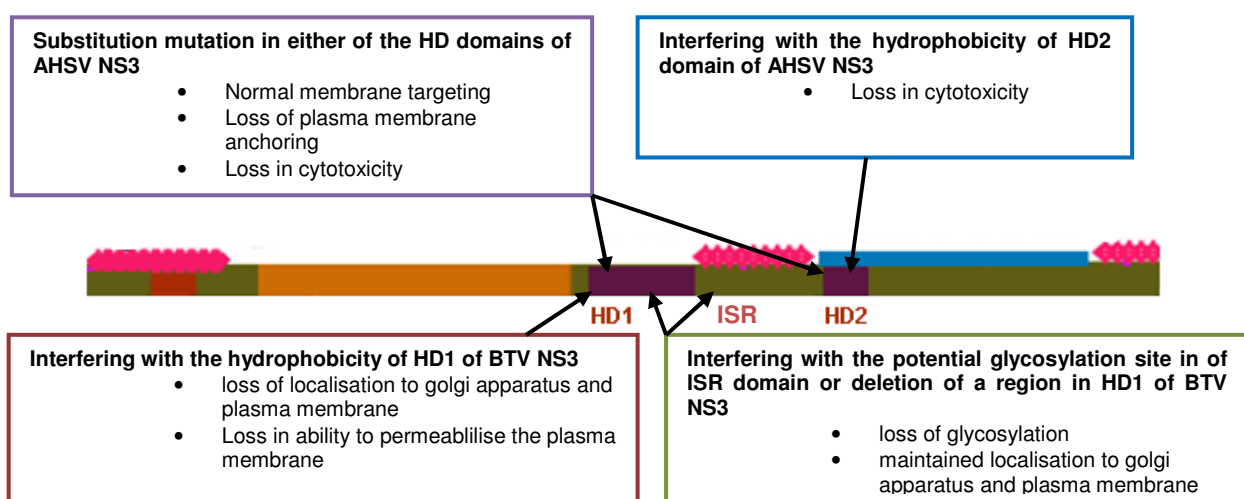 Substitution mutation in either of the HD domains of
AHSV NS3
• Normal membrane targeting
• Loss of plasma membrane
anchoring
• Loss in cytotoxicity
Interfering with the hydrophobicity of HD2
domain of AHSV NS3
• Loss in cytotoxicity
HD1
ISR
HD2
Interfering with the hydrophobicity of HD1 of BTV NS3
• loss of localisation to golgi apparatus and
plasma membrane
• Loss in ability to permeablilise the plasma
membrane
Interfering with the potential glycosylation site in of
ISR domain or deletion of a region in HD1 of BTV
NS3
• loss of glycosylation
• maintained localisation to golgi
apparatus and plasma membrane